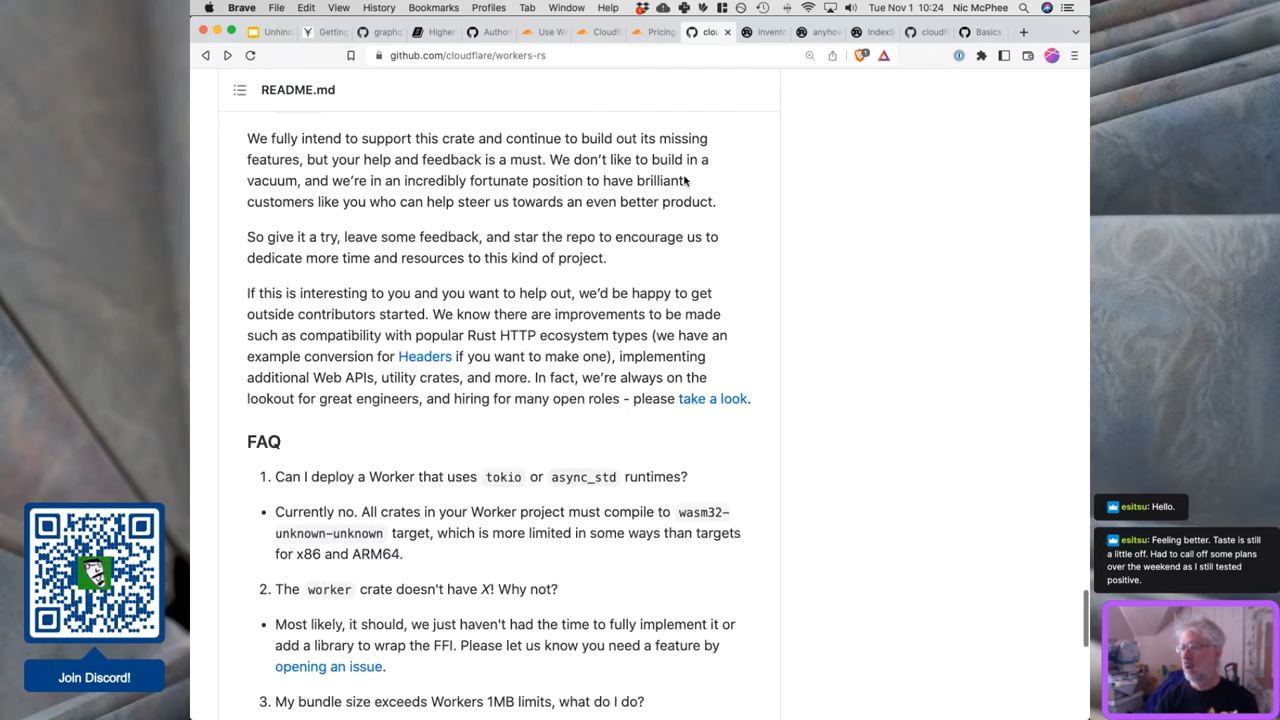 Brave File Edit View History Bookmarks Profiles Tab Window Help Tue Nov 1 10:24 Nic McPhee
Unhind Getting grapho Higher Author Use Wo Cloudf Pricing clou invento anyhow IndexS cloudf Basics
github.com/cloudflare/workers-rs
README.md
We fully intend to support this crate and continue to build out its missing
features, but your help and feedback is a must. We don’t like to build in a
vacuum, and we’re in an incredibly fortunate position to have brilliant
customers like you who can help steer us towards an even better product.
So give it a try, leave some feedback, and star the repo to encourage us to
dedicate more time and resources to this kind of project.
If this is interesting to you and you want to help out, we’d be happy to get
outside contributors started. We know there are improvements to be made
such as compatibility with popular Rust HTTP ecosystem types (we have an
example conversion for Headers if you want to make one), implementing
additional Web APIs, utility crates, and more. In fact, we’re always on the
lookout for great engineers, and hiring for many open roles - please take a look.
FAQ
1. Can I deploy a Worker that uses tokio or async_std runtimes?
• Currently no. All crates in your Worker project must compile to wasm32-
unknown-unknown target, which is more limited in some ways than targets
for x86 and ARM64.
2. The worker crate doesn't have X! Why not?
• Most likely, it should, we just haven't had the time to fully implement it or
add a library to wrap the FFI. Please let us know you need a feature by
opening an issue.
3. My bundle size exceeds Workers 1MB limits, what do I do?
Join Discord!
esitsu: Hello.
esitsu: Feeling better. Taste is still
a little off. Had to call off some plans
over the weekend as I still tested
positive.